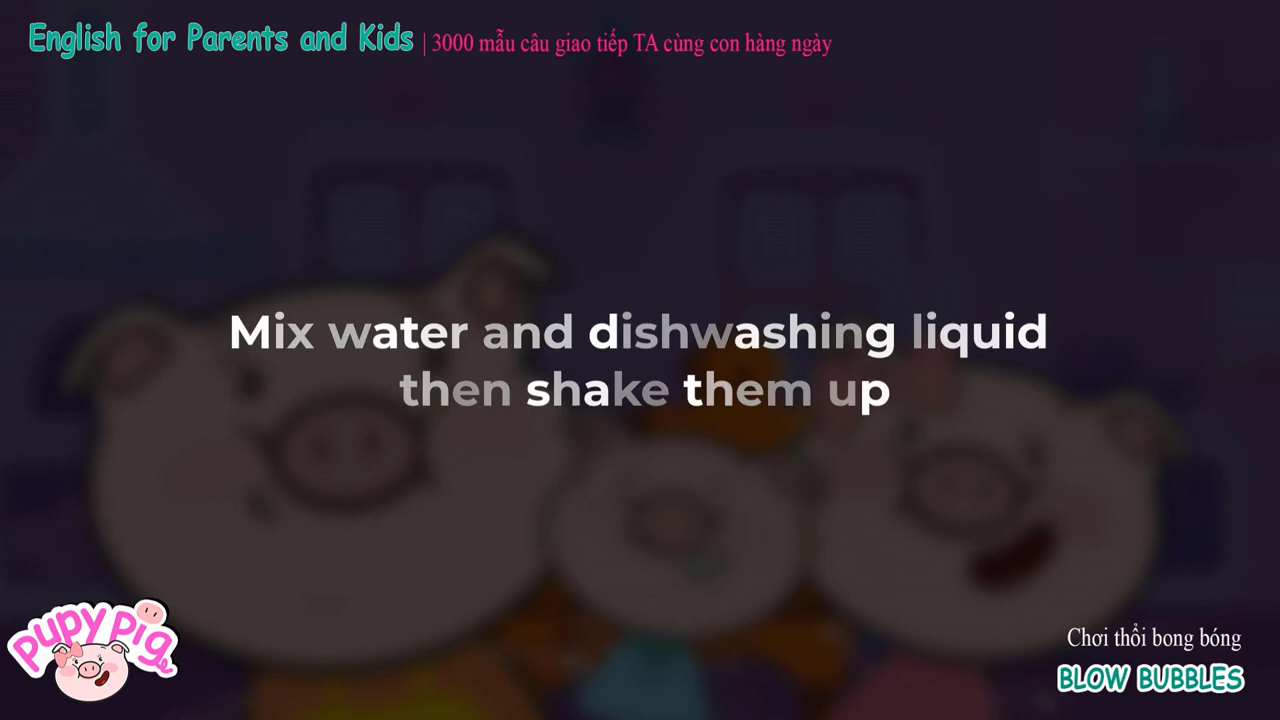 English for Parents and Kids | 3000 mẫu câu giao tiếp TA cùng con hàng ngày
Mix water and dishwashing liquid
then shake them up
pupy pig
Chơi thổi bong bóng
BLOW BUBBLES